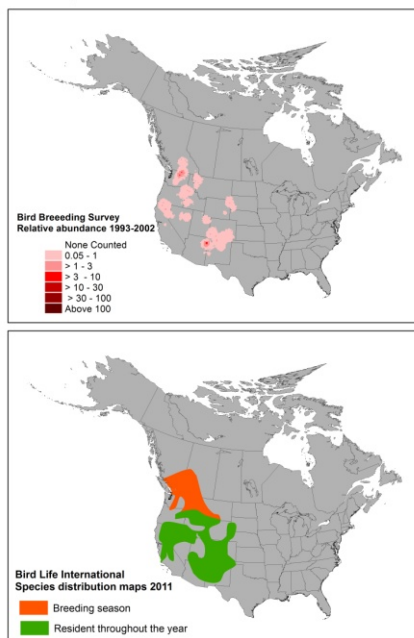 Bird Breeeding Survey
Relative abundance 1993-2002
None Counted
0.05 - 1
> 1 - 3
> 3 - 10
> 10 - 30
> 30 - 100
Above 100
Bird Life International
Species distribution maps 2011
Breeding season
Resident throughout the year